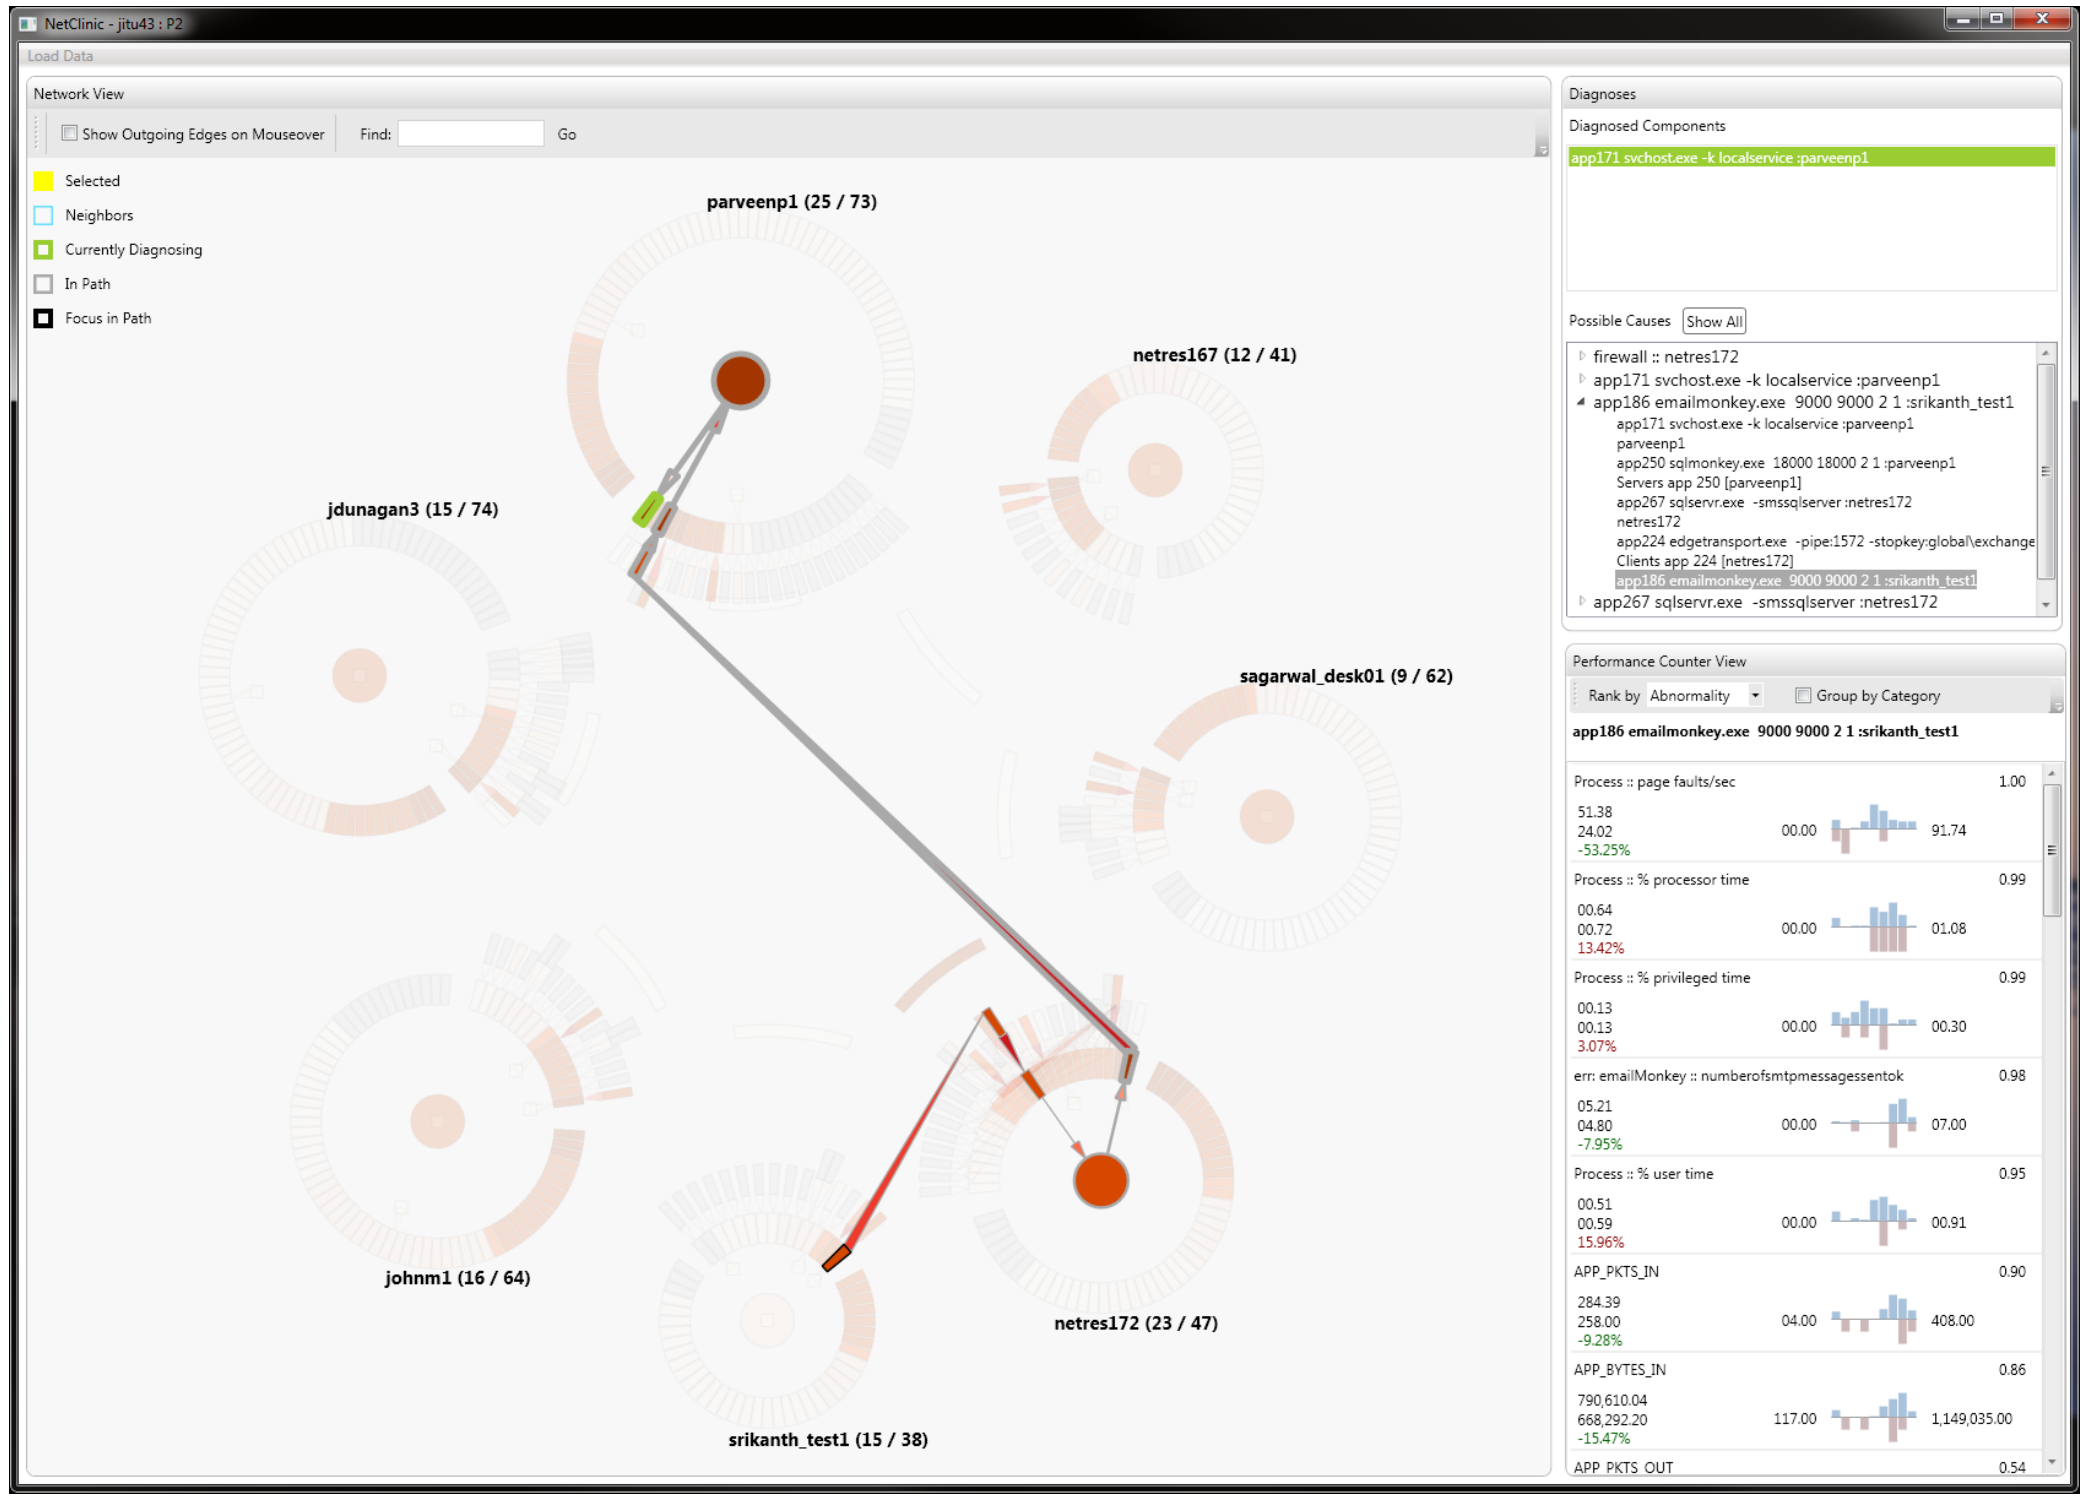 NetClinic - jitu43 : P2
Load Data
Network View
Show Outgoing Edges on Mouseover
Find:
Go
Selected
Neighbors
Currently Diagnosing
In Path
Focus in Path
parveenp1 (25 / 73)
netres167 (12 / 41)
jdunagan3 (15 / 74)
sagarwal_desk01 (9 / 62)
johnm1 (16 / 64)
netres172 (23 / 47)
srikanth_test1 (15 / 38)
Diagnoses
Diagnosed Components
app171 svchost.exe -k localservice :parveenp1
Possible Causes
Show All
firewall :: netres172
app171 svchost.exe -k localservice :parveenp1
app186 emailmonkey.exe 9000 9000 2 1 :srikanth_test1
app171 svchost.exe -k localservice :parveenp1
parveenp1
app250 sqlmonkey.exe 18000 18000 2 1 :parveenp1
Servers app 250 [parveenp1]
app267 sqlservr.exe -smssqlserver :netres172
netres172
app224 edgetransport.exe -pipe:1572 -stopkey:global\exchange
Clients app 224 [netres172]
app186 emailmonkey.exe 9000 9000 2 1 :srikanth_test1
app267 sqlservr.exe -smssqlserver :netres172
Performance Counter View
Rank by Abnormality
Group by Category
app186 emailmonkey.exe 9000 9000 2 1 :srikanth_test1
Process :: page faults/sec 1.00
51.38
24.02 00.00 91.74
-53.25%
Process :: % processor time 0.99
00.64
00.72 00.00 01.08
13.42%
Process :: % privileged time 0.99
00.13
00.13 00.00 00.30
3.07%
err: emailMonkey :: numberofsmtpmessagessentok 0.98
05.21
04.80 00.00 07.00
-7.95%
Process :: % user time 0.95
00.51
00.59 00.00 00.91
15.96%
APP_PKTS_IN 0.90
284.39
258.00 04.00 408.00
-9.28%
APP_BYTES_IN 0.86
790,610.04
668,292.20 117.00 1,149,035.00
-15.47%
APP PKTS OUT 0.54